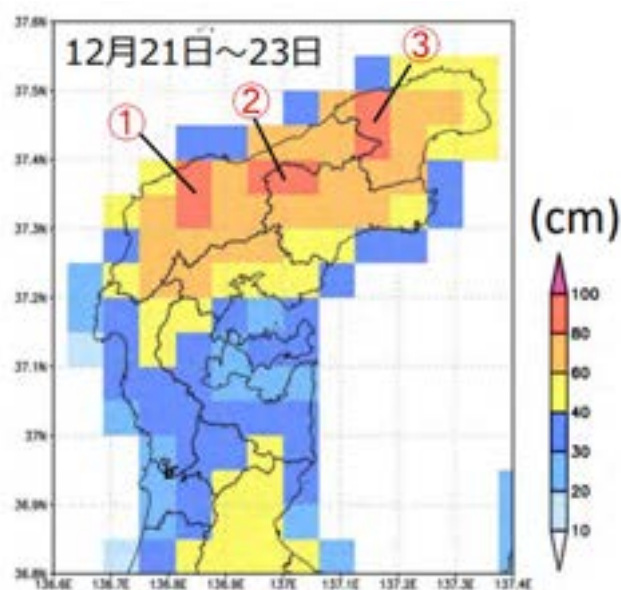 37.6N
12月21日~23日
③
37.5N
②
①
37.4N
37.3N
(cm)
37.2N
100
80
37.1N
60
40
37N
20
36.9N
10
36.8N
136.6E 136.7E 136.8E 136.9E 137E 137.1E 137.2E 137.3E 137.4E